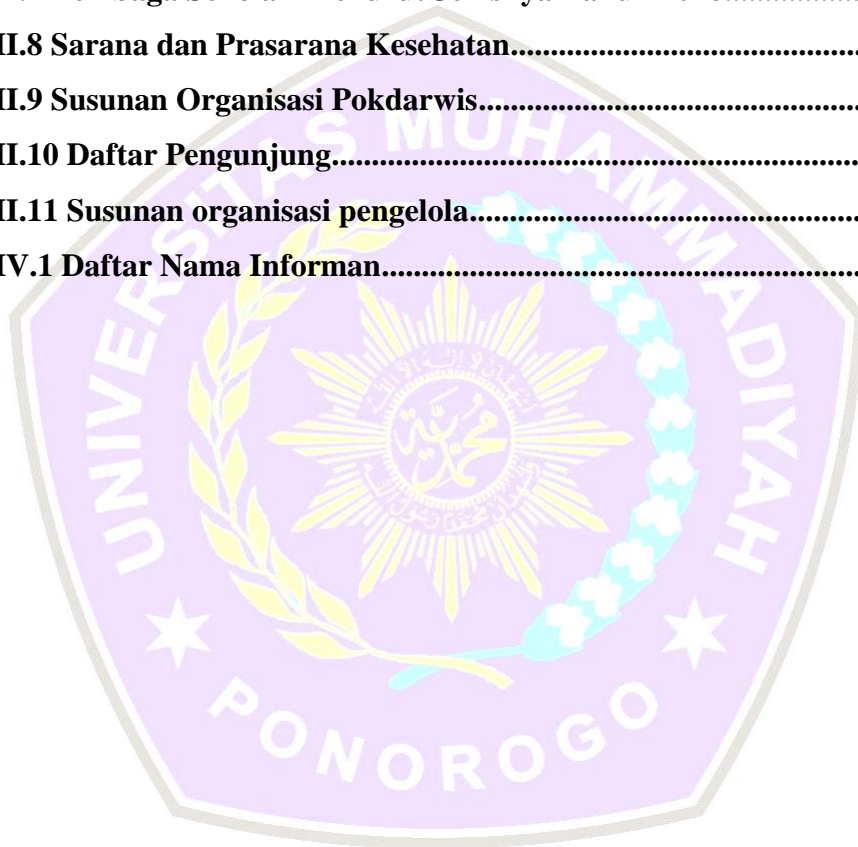 II.8 Sarana dan Prasarana Kesehatan...........................................
II.9 Susunan Organisasi Pokdarwis...............................................
II.10 Daftar Pengunjung.................................................................
II.11 Susunan organisasi pengelola................................................
IV.1 Daftar Nama Informan...........................................................
UNIVERSITAS MUHAMMADIYAH
محمدية
PONOROGO